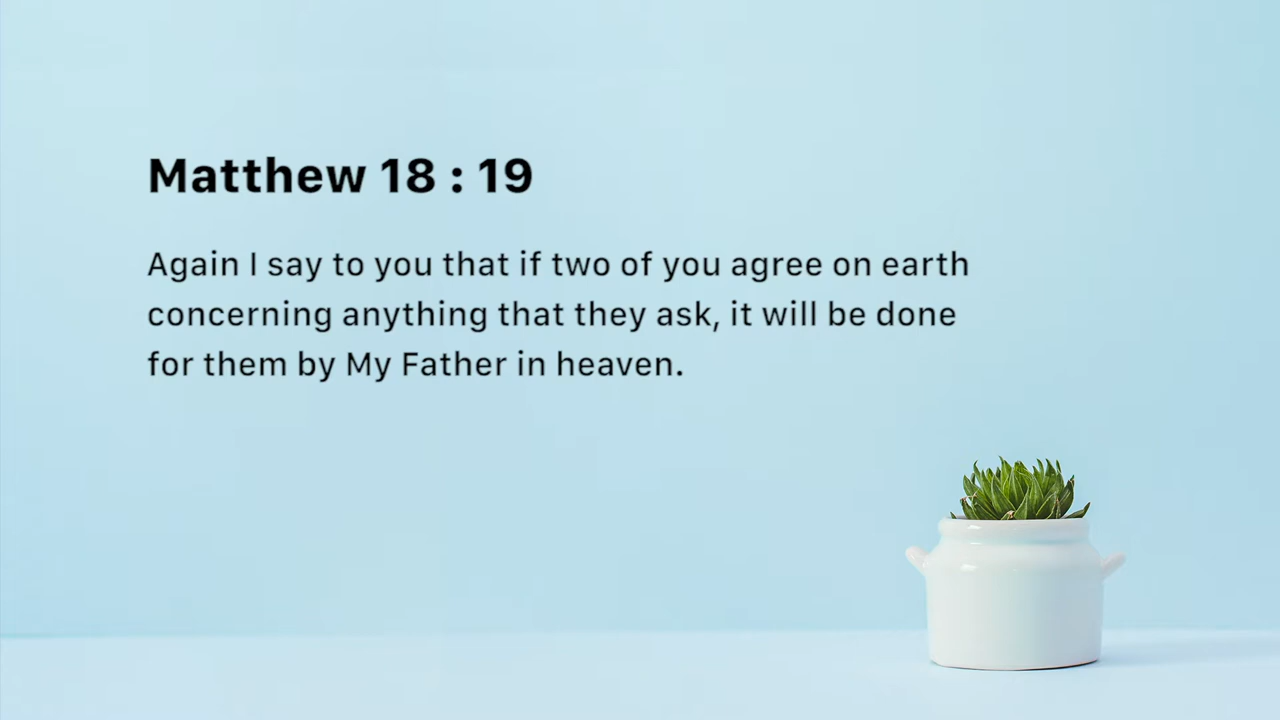 Matthew 18 : 19
Again I say to you that if two of you agree on earth
concerning anything that they ask, it will be done
for them by My Father in heaven.